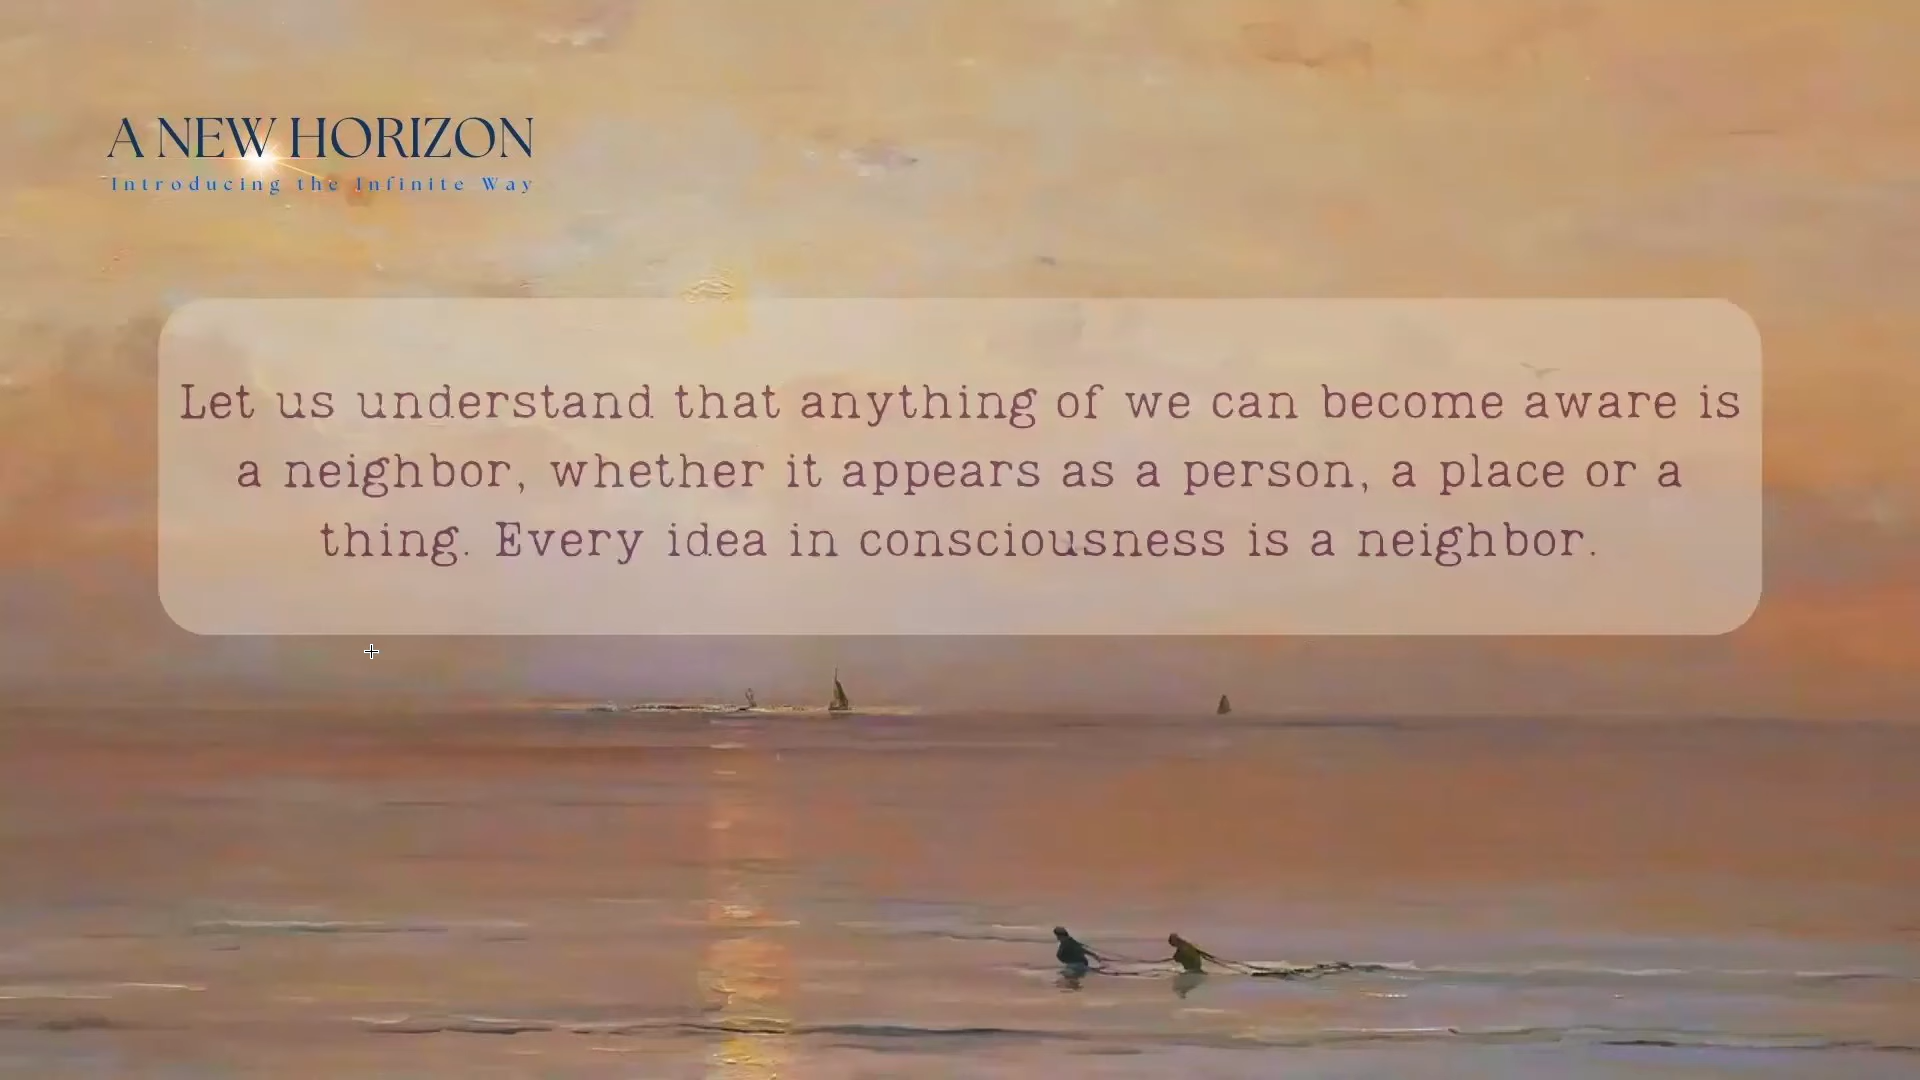 A NEW HORIZON
Introducing the Infinite Way
Let us understand that anything of we can become aware is
a neighbor, whether it appears as a person, a place or a
thing. Every idea in consciousness is a neighbor.